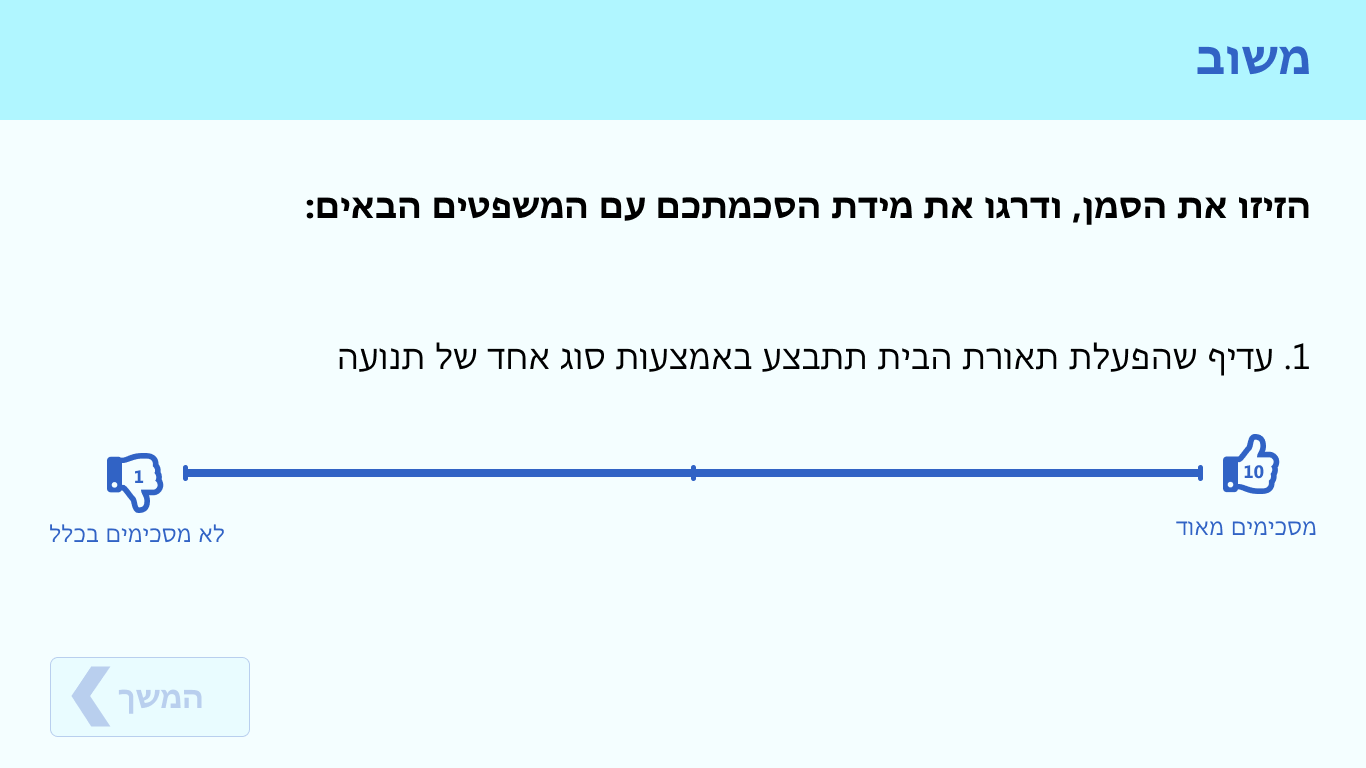 משוב
הזיזו את הסמן, ודרגו את מידת הסכמתכם עם המשפטים הבאים:
1. עדיף שהפעלת תאורת הבית תתבצע באמצעות סוג אחד של תנועה
10
1
מסכימים מאוד
לא מסכימים בכלל
המשך